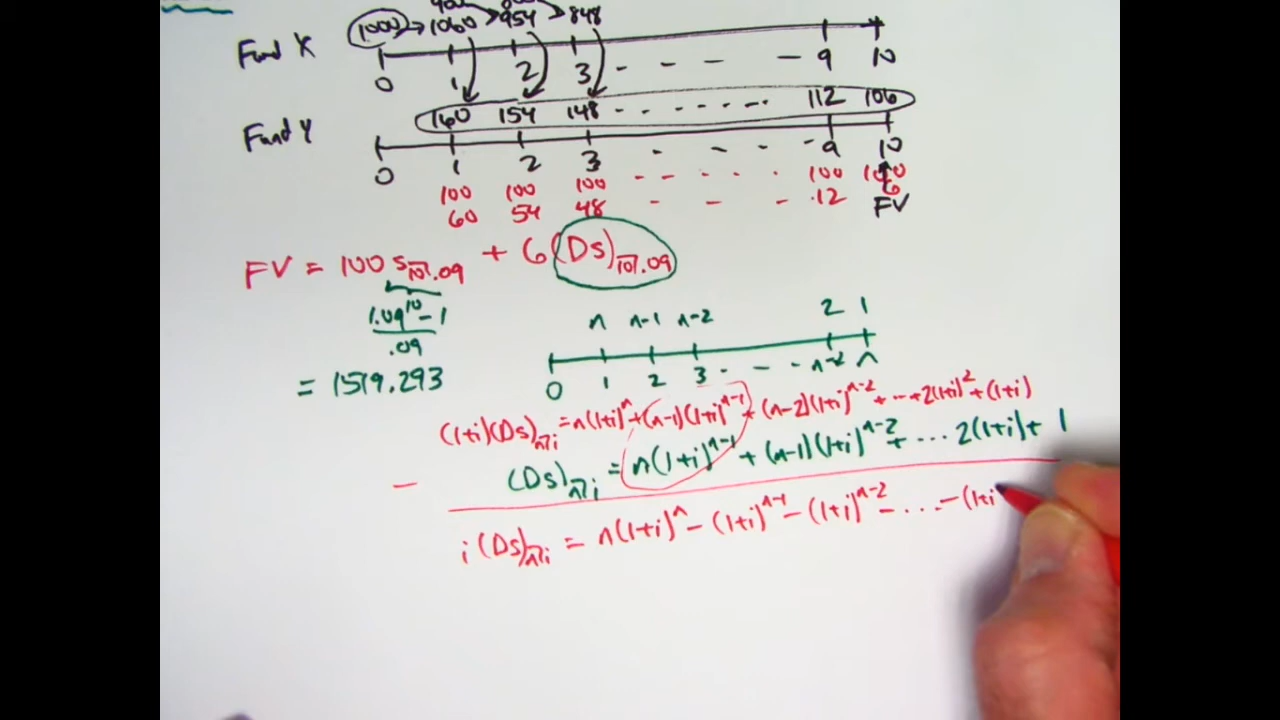 Fund X 1000 → 1060 > 954 > 848
0 1 2 3 - - - - 9 10
160 154 148 . . . - . . . . . 112 106
Fund Y
0 1 2 3 - - - - 9 10
100 100 100 - - . . . . . 100 100
60 54 48 - - - 12 6
FV
FV = 100 s10⌉.09 + 6 (Ds)10⌉.09
1.09^10 - 1
.09
= 1519.293
n n-1 n-2 2 1
0 1 2 3 . - - . n-2 n
(1+i)(Ds)n⌉i = n(1+i)^n + (n-1)(1+i)^n-1 + (n-2)(1+i)^n-2 + ... + 2(1+i)^2 + (1+i)
- (Ds)n⌉i = n(1+i)^n-1 + (n-1)(1+i)^n-2 + ... 2(1+i) + 1
i (Ds)n⌉i = n(1+i)^n - (1+i)^n-1 - (1+i)^n-2 - .... - (1+i